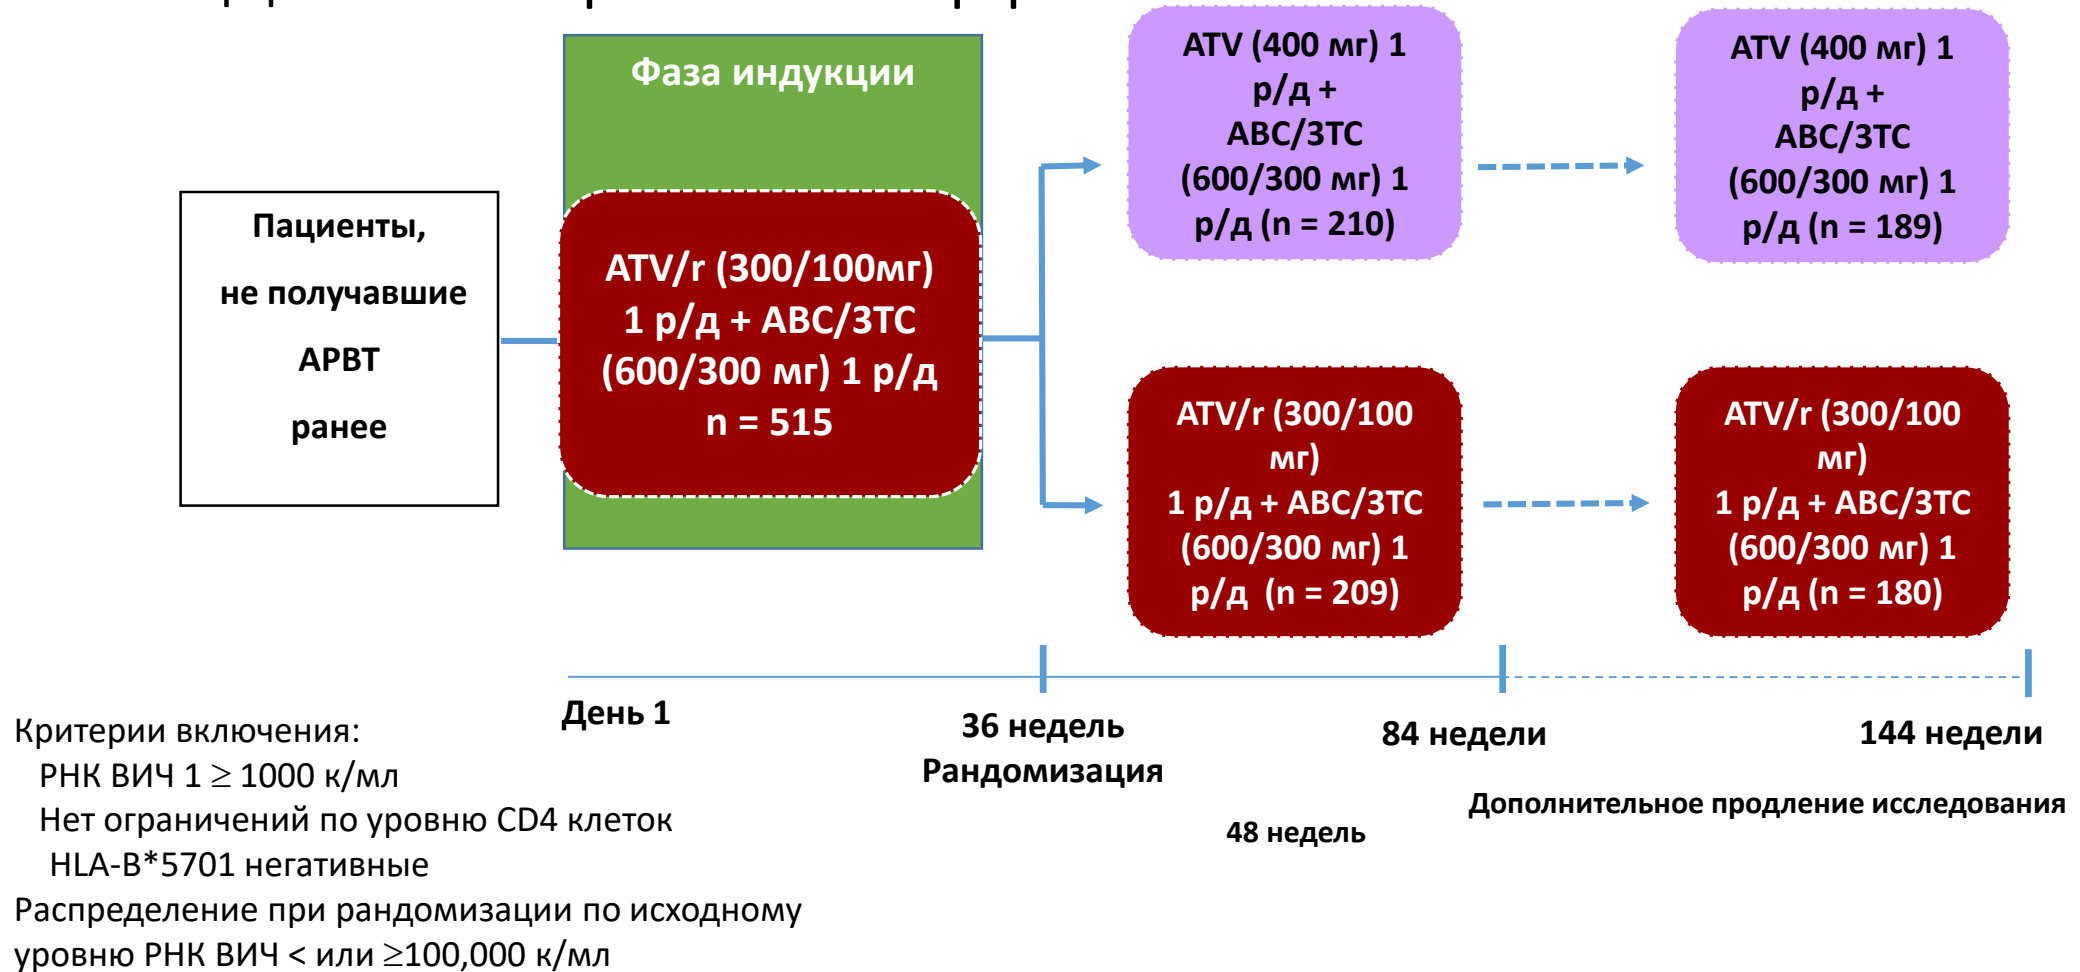 Пациенты,
не получавшие
АРВТ
ранее
Фаза индукции
ATV/r (300/100мг)
1 р/д + ABC/3TC
(600/300 мг) 1 р/д
n = 515
ATV (400 мг) 1
р/д +
ABC/3TC
(600/300 мг) 1
р/д (n = 210)
ATV (400 мг) 1
р/д +
ABC/3TC
(600/300 мг) 1
р/д (n = 189)
ATV/r (300/100
мг)
1 р/д + ABC/3TC
(600/300 мг) 1
р/д (n = 209)
ATV/r (300/100
мг)
1 р/д + ABC/3TC
(600/300 мг) 1
р/д (n = 180)
День 1
36 недель
Рандомизация
84 недели
144 недели
48 недель
Дополнительное продление исследования
Критерии включения:
РНК ВИЧ 1 ≥ 1000 к/мл
Нет ограничений по уровню CD4 клеток
HLA-B*5701 негативные
Распределение при рандомизации по исходному
уровню РНК ВИЧ < или ≥100,000 к/мл